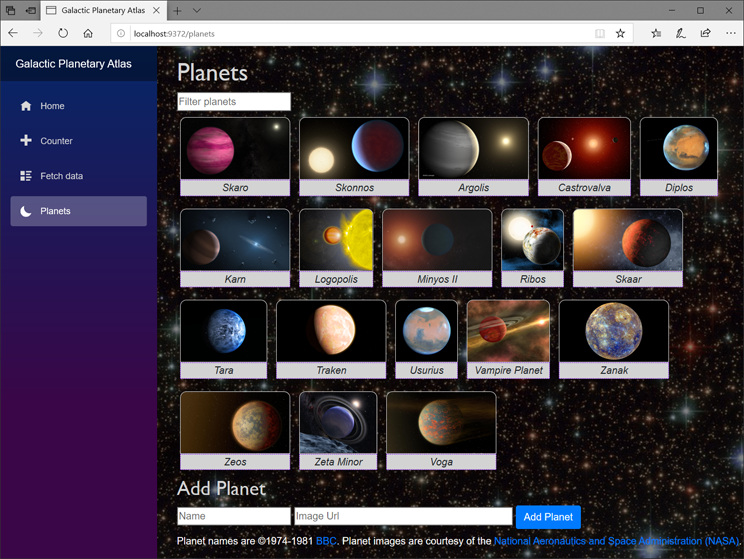 Galactic Planetary Atlas
localhost:9372/planets
Galactic Planetary Atlas
Home
Counter
Fetch data
Planets
Planets
Filter planets
Skaro
Skonnos
Argolis
Castrovalva
Diplos
Karn
Logopolis
Minyos II
Ribos
Skaar
Tara
Traken
Usurius
Vampire Planet
Zanak
Zeos
Zeta Minor
Voga
Add Planet
Name
Image Url
Add Planet
Planet names are ©1974-1981 BBC. Planet images are courtesy of the National Aeronautics and Space Administration (NASA).